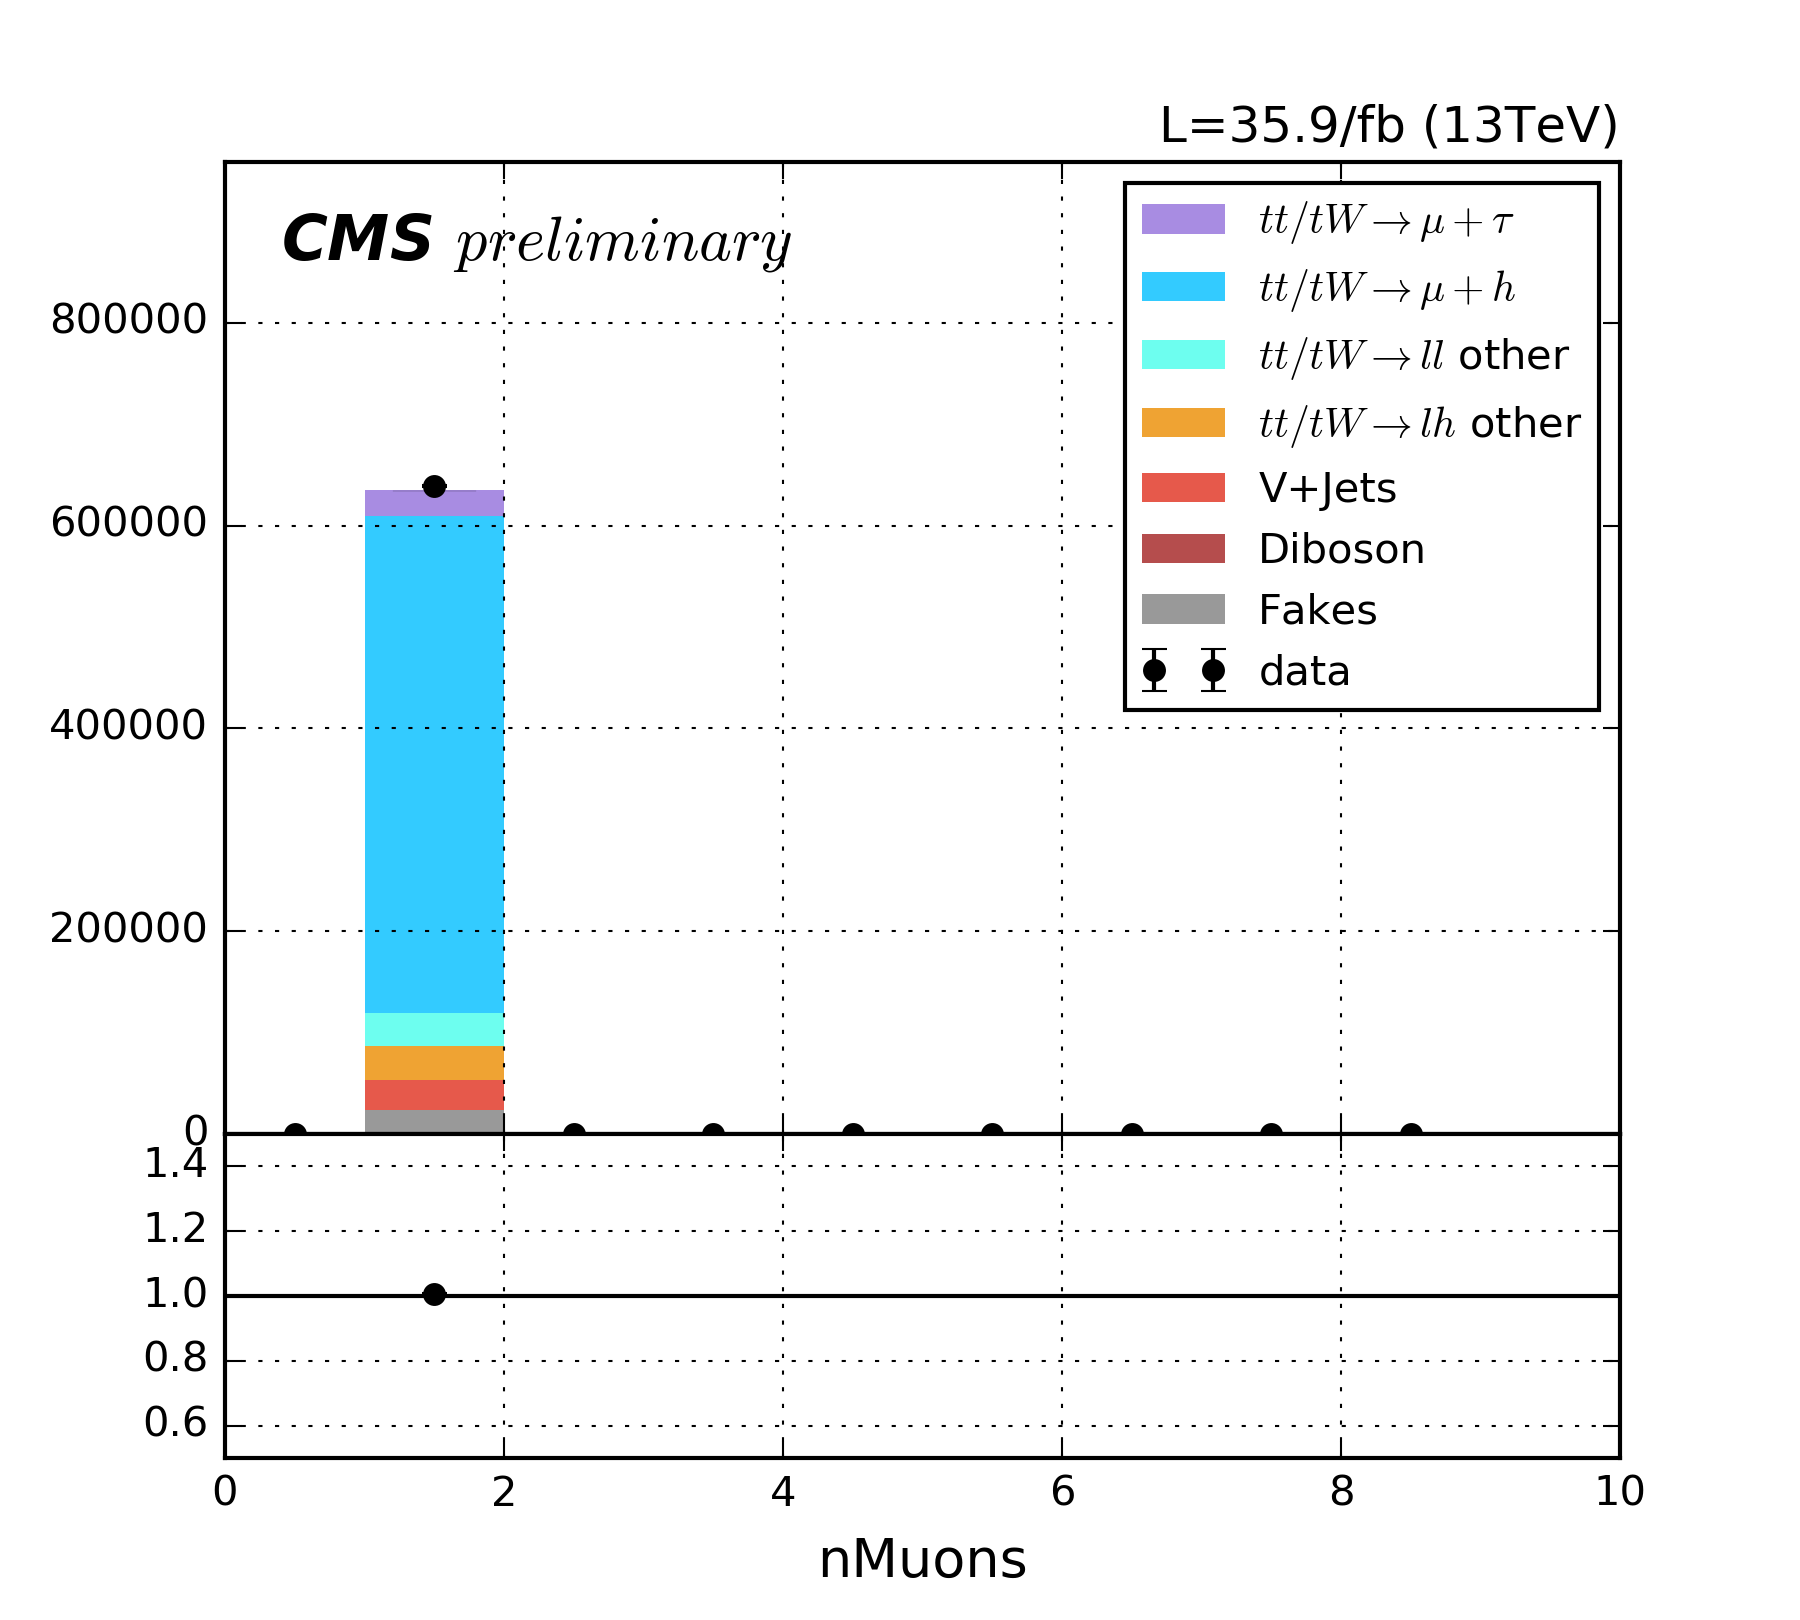 L=35.9/fb (13TeV)
CMS preliminary
tt/tW→μ+τ
tt/tW→μ+h
tt/tW→ll other
tt/tW→lh other
V+Jets
Diboson
Fakes
data
800000
600000
400000
200000
0
1.4
1.2
1.0
0.8
0.6
0 2 4 6 8 10
nMuons